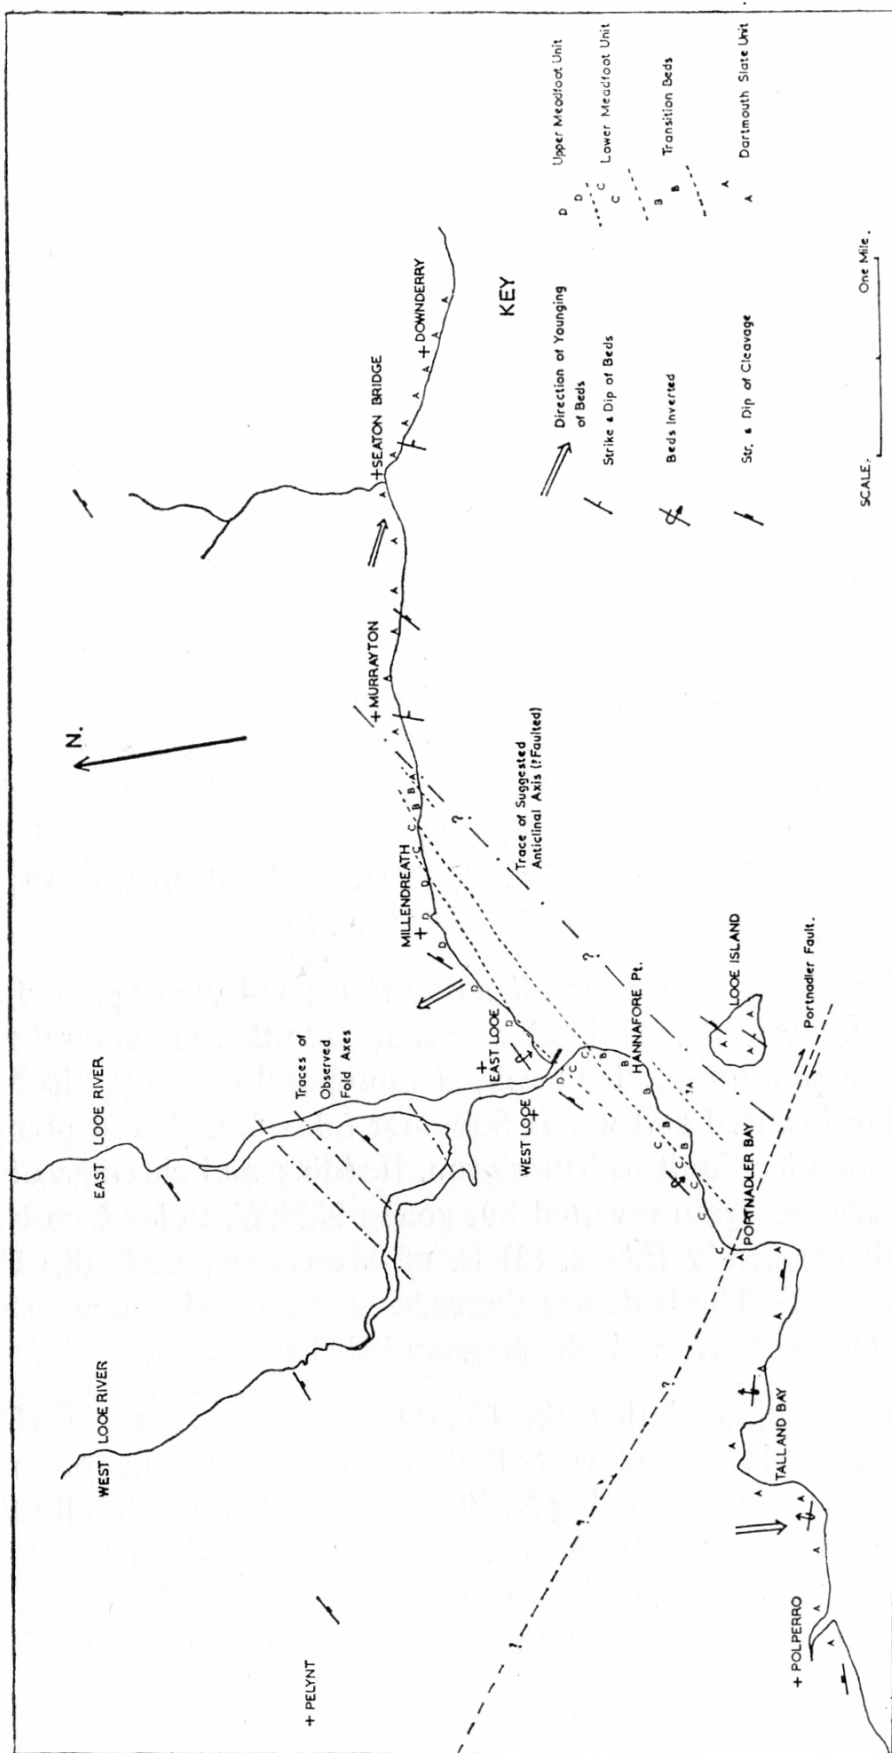 N.
WEST LOOE RIVER
EAST LOOE RIVER
Traces of
Observed
Fold Axes
+ PELYNT
+ POLPERRO
TALLAND BAY
PORTNADLER BAY
WEST LOOE
+
EAST LOOE
+
HANNAFORE Pt.
LOOE ISLAND
Portnadler Fault.
MILLENDREATH
+
+ MURRAYTON
+ SEATON BRIDGE
+ DOWNDERRY
Trace of Suggested
Anticlinal Axis (?Faulted)
KEY
Direction of Younging
of Beds
Strike & Dip of Beds
Beds Inverted
Str. & Dip of Cleavage
D D Upper Meadfoot Unit
C C Lower Meadfoot Unit
B B Transition Beds
A A Dartmouth Slate Unit
SCALE:-
One Mile.